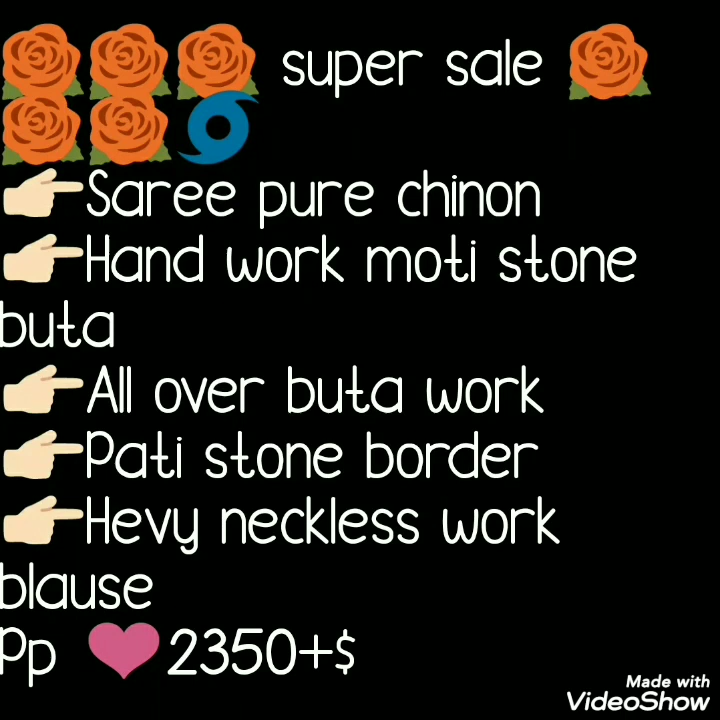 🌹🌹🌹 super sale 🌹
🌹🌹🌀
👉🏻Saree pure chinon
👉🏻Hand work moti stone
buta
👉🏻All over buta work
👉🏻Pati stone border
👉🏻Hevy neckless work
blause
Pp ❤2350+$
Made with
VideoShow